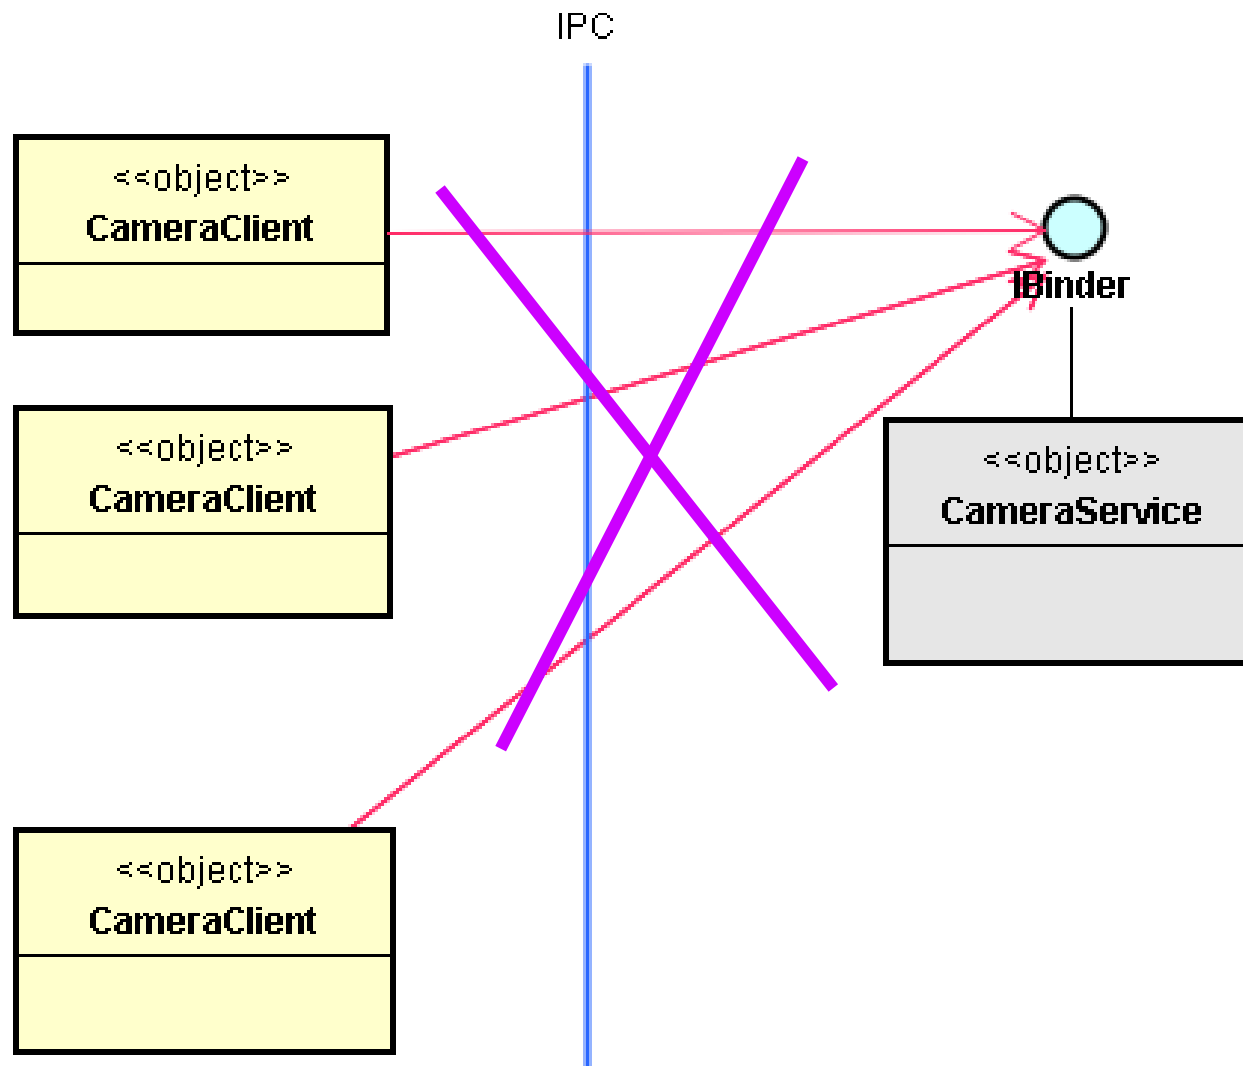 IPC
<<object>>
CameraClient
<<object>>
CameraClient
<<object>>
CameraClient
IBinder
<<object>>
CameraService